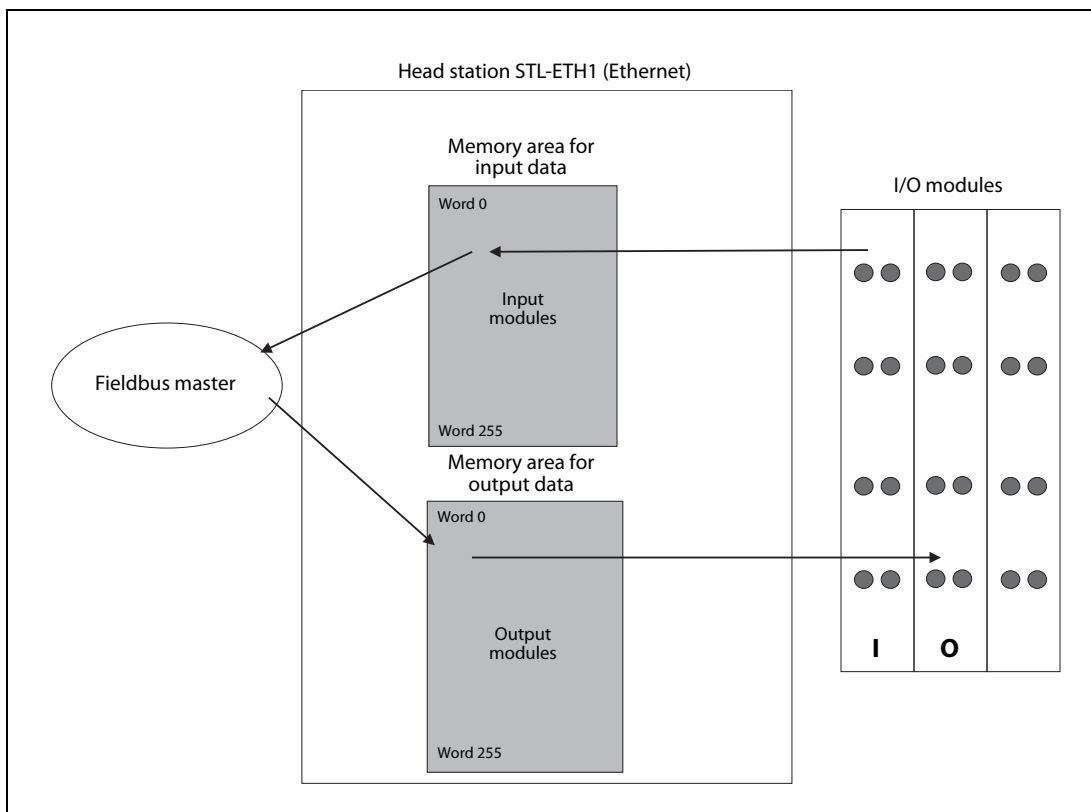 Head station STL-ETH1 (Ethernet)
Memory area for
input data
Word 0
Input
modules
Word 255
Memory area for
output data
Word 0
Output
modules
Word 255
Fieldbus master
I/O modules
I
O